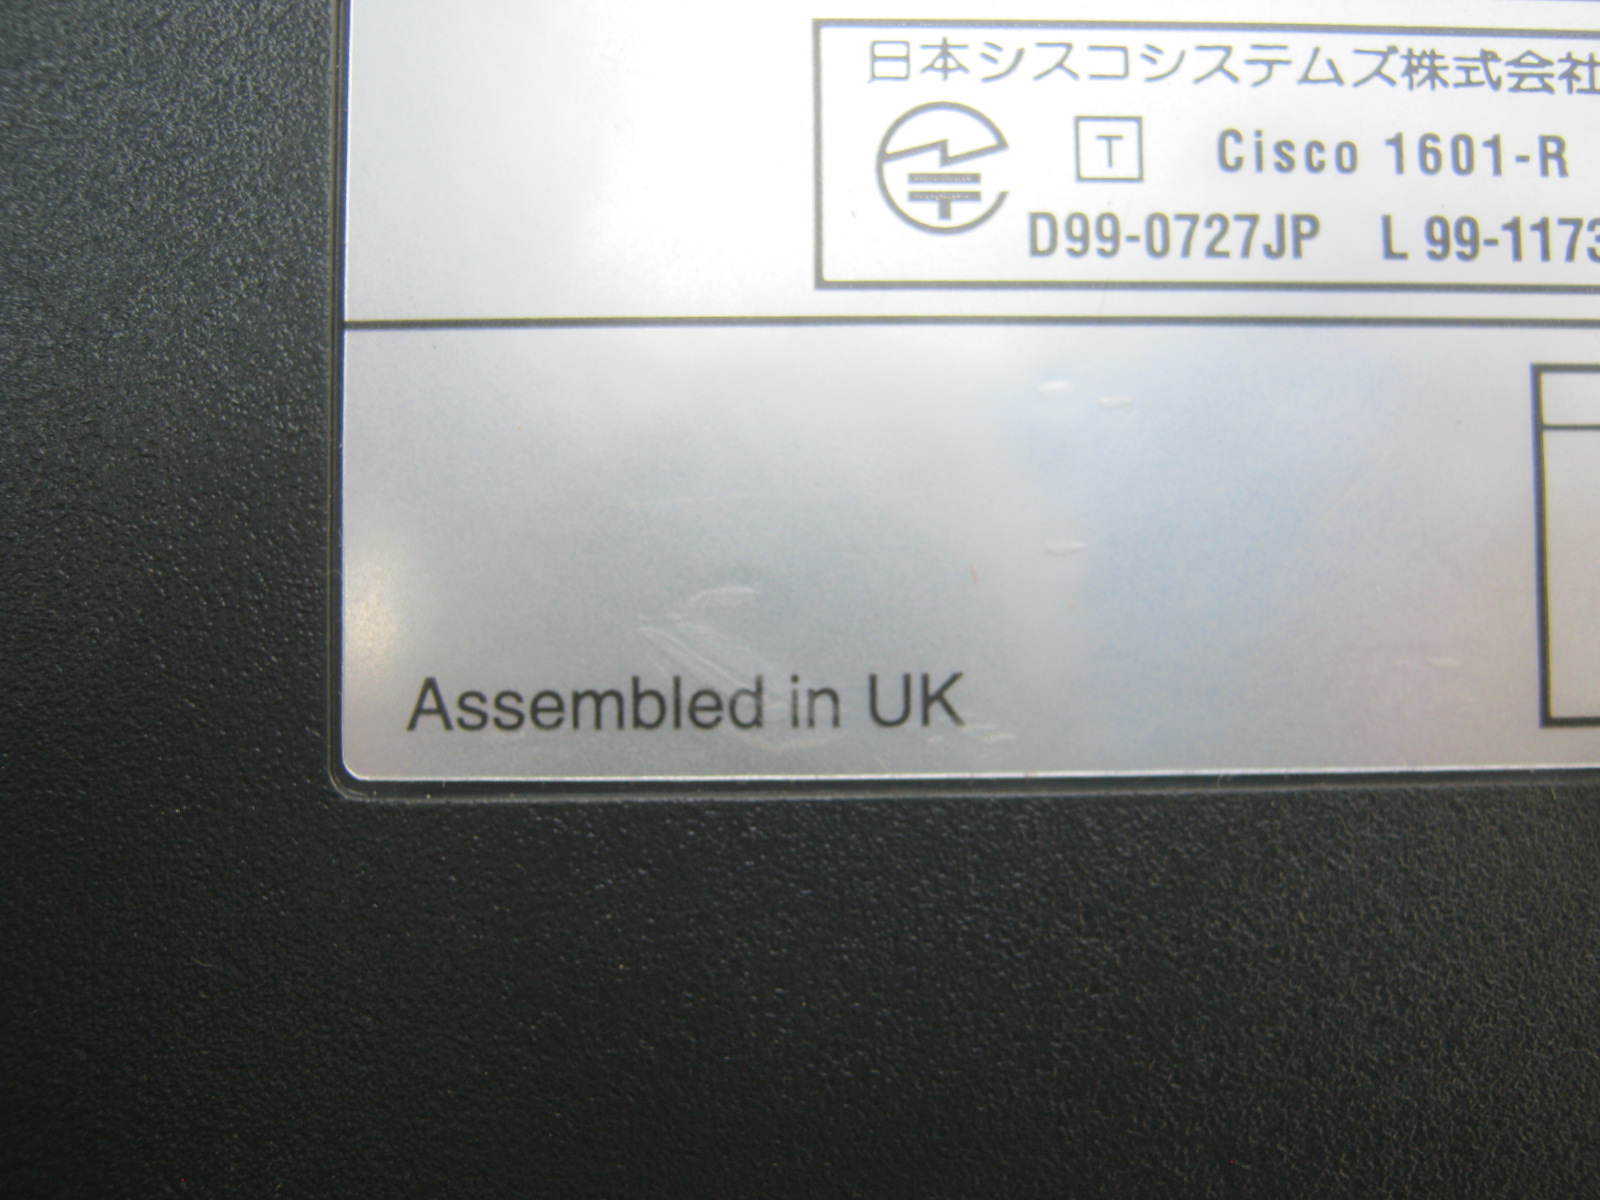 日本シスコシステムズ株式会社
T Cisco 1601-R
D99-0727JP L 99-1173
Assembled in UK